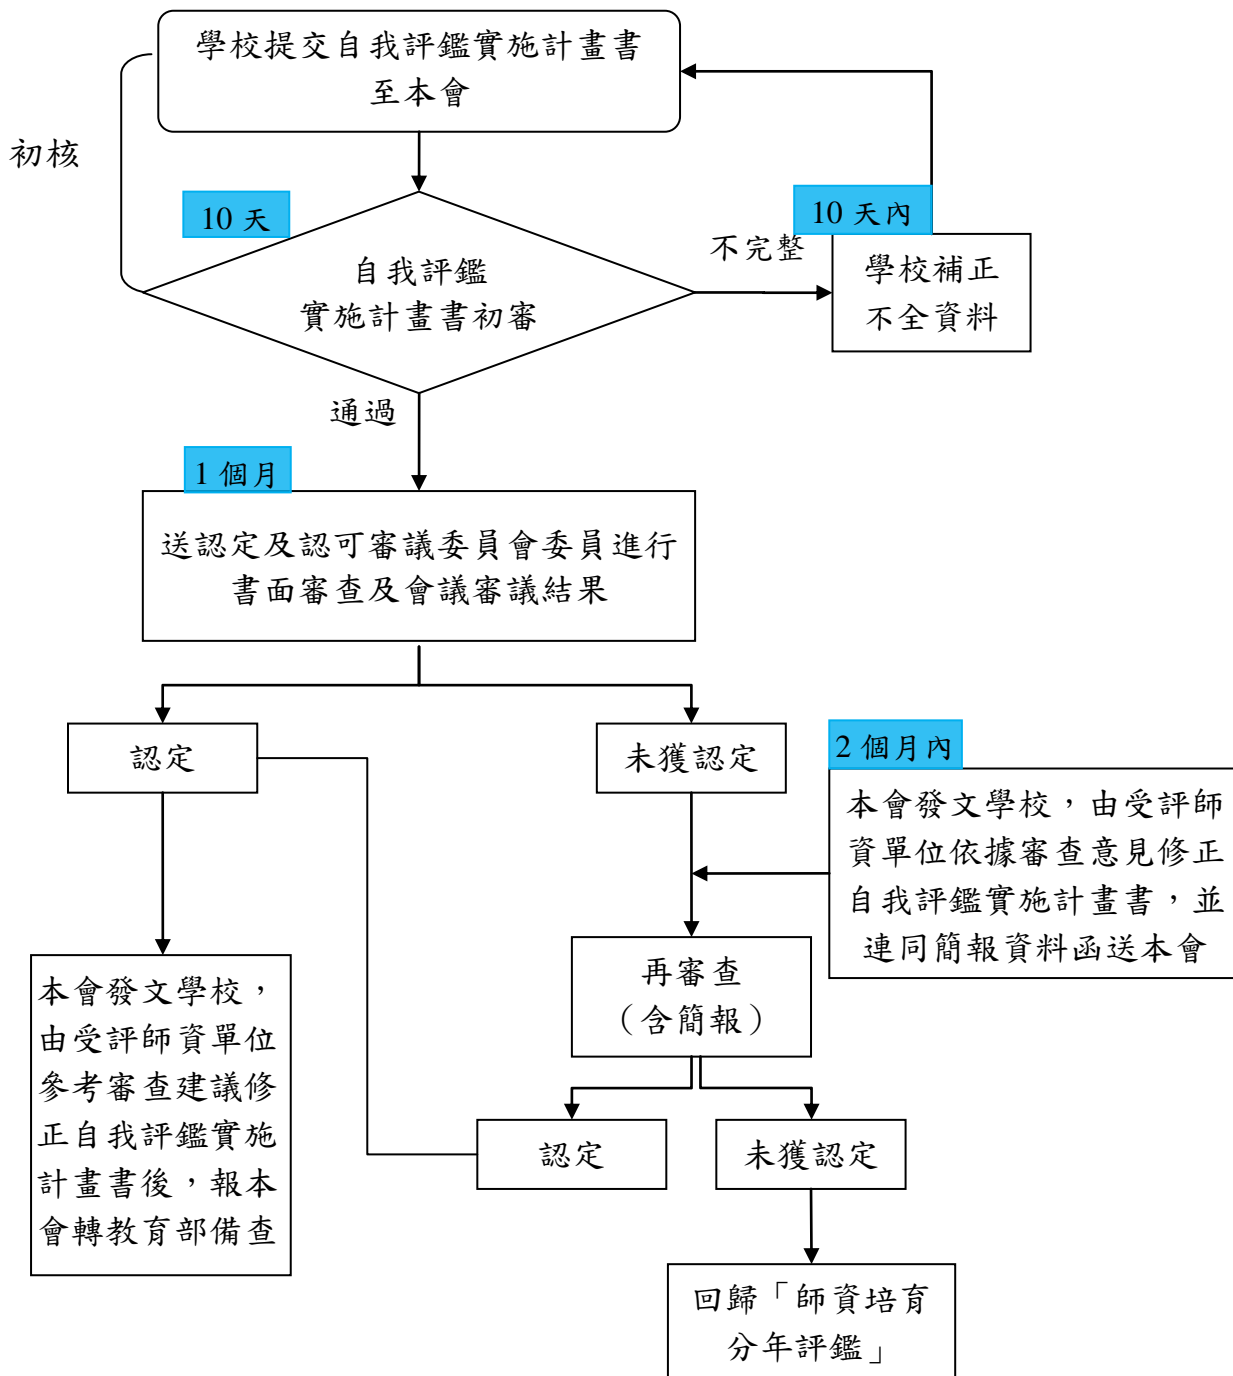 學校提交自我評鑑實施計畫書
至本會
初核
10 天
10 天內
不完整
自我評鑑
實施計畫書初審
學校補正
不全資料
通過
1 個月
送認定及認可審議委員會委員進行
書面審查及會議審議結果
認定
未獲認定
2 個月內
本會發文學校，由受評師
資單位依據審查意見修正
自我評鑑實施計畫書，並
連同簡報資料函送本會
再審查
（含簡報）
本會發文學校，
由受評師資單位
參考審查建議修
正自我評鑑實施
計畫書後，報本
會轉教育部備查
認定
未獲認定
回歸「師資培育
分年評鑑」